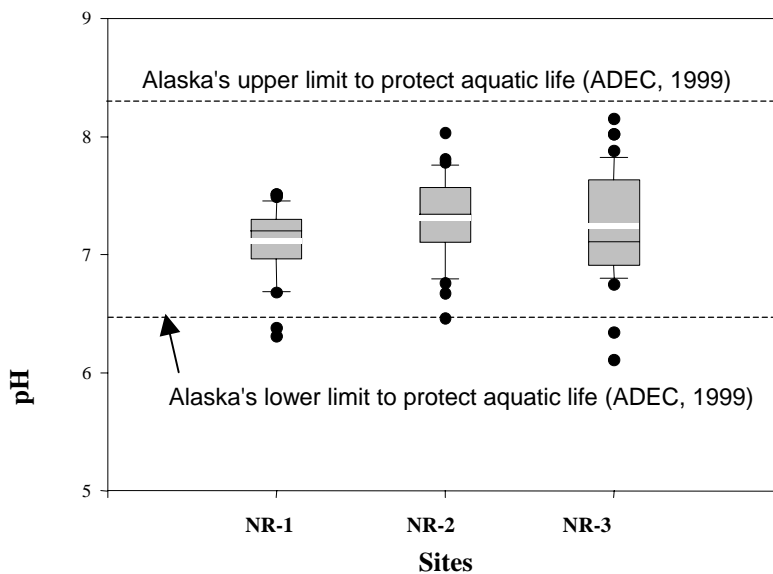 9
Alaska's upper limit to protect aquatic life (ADEC, 1999)
8
7
6
Alaska's lower limit to protect aquatic life (ADEC, 1999)
5
pH
NR-1 NR-2 NR-3
Sites